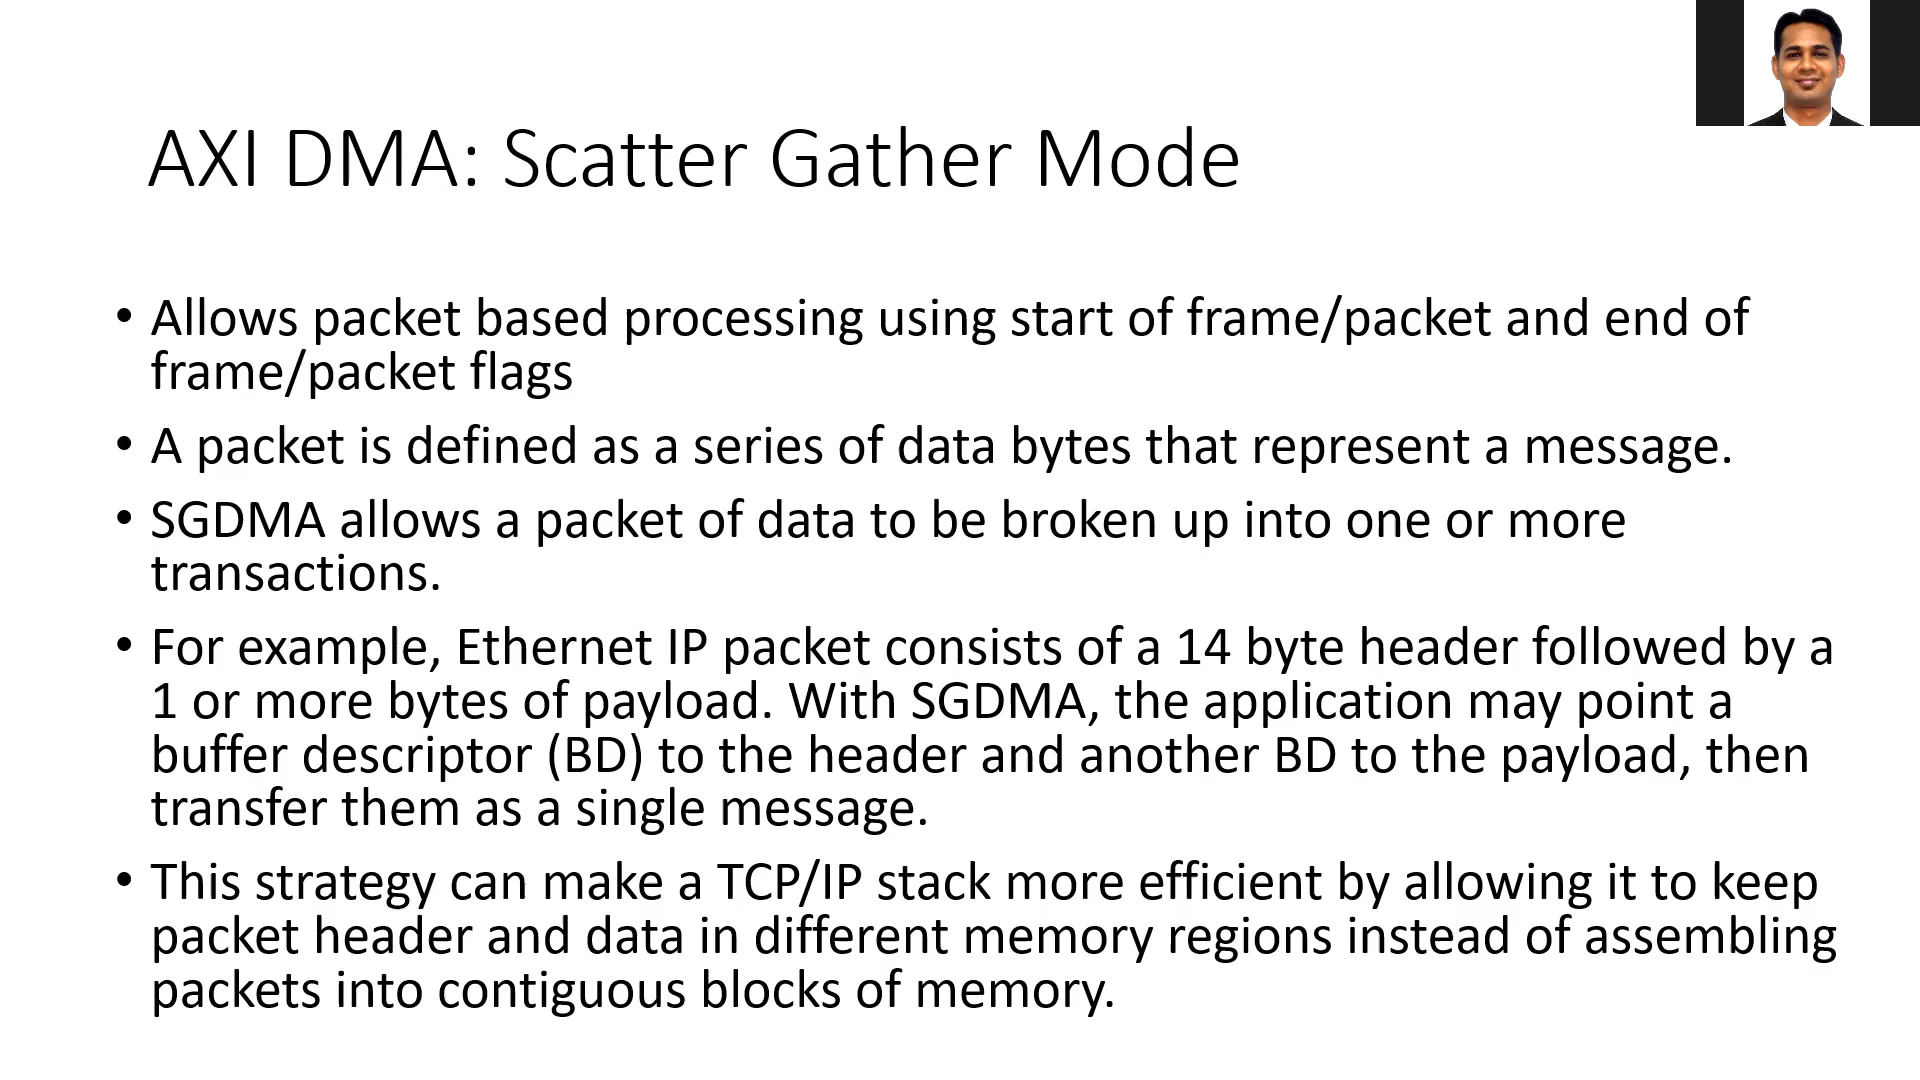 AXI DMA: Scatter Gather Mode
• Allows packet based processing using start of frame/packet and end of
frame/packet flags
• A packet is defined as a series of data bytes that represent a message.
• SGDMA allows a packet of data to be broken up into one or more
transactions.
• For example, Ethernet IP packet consists of a 14 byte header followed by a
1 or more bytes of payload. With SGDMA, the application may point a
buffer descriptor (BD) to the header and another BD to the payload, then
transfer them as a single message.
• This strategy can make a TCP/IP stack more efficient by allowing it to keep
packet header and data in different memory regions instead of assembling
packets into contiguous blocks of memory.